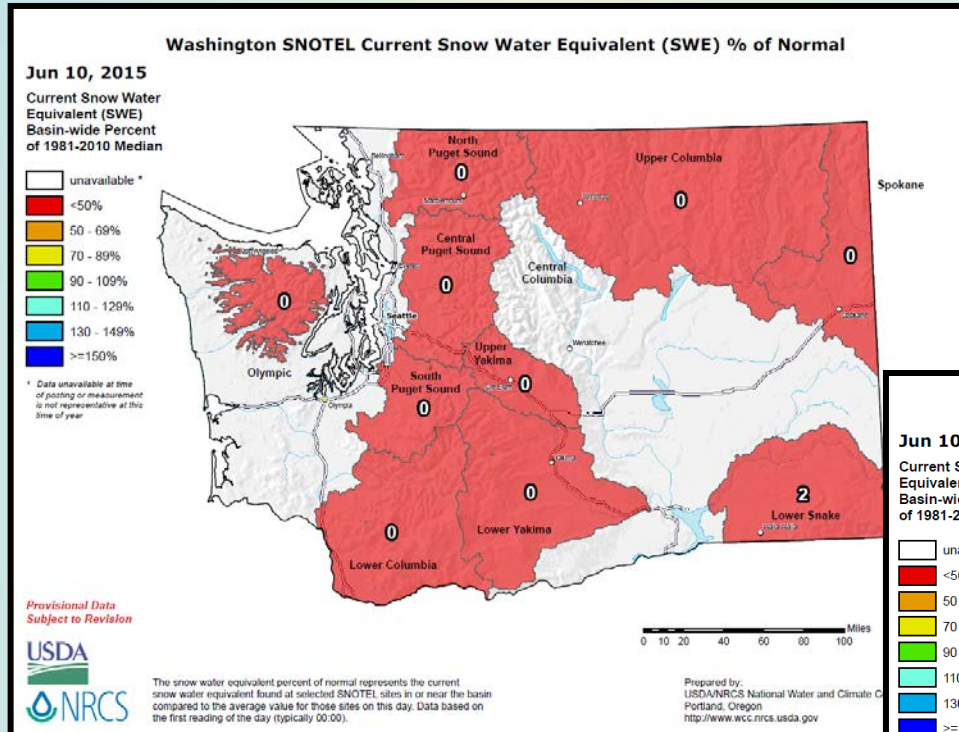 Washington SNOTEL Current Snow Water Equivalent (SWE) % of Normal
Jun 10, 2015
Current Snow Water
Equivalent (SWE)
Basin-wide Percent
of 1981-2010 Median
unavailable *
<50%
50 - 69%
70 - 89%
90 - 109%
110 - 129%
130 - 149%
>=150%
* Data unavailable at time
of posting or measurement
is not representative at this
time of year
Bellingham
North
Puget Sound
0
Upper Columbia
0
Spokane
0
Central
Puget Sound
0
Central
Columbia
Wenatchee
Spokane
0
Olympic
Olympia
Seattle
South
Puget Sound
0
Upper
Yakima
0
0
Lower Yakima
0
Lower Columbia
2
Lower Snake
Provisional Data
Subject to Revision
USDA
NRCS
The snow water equivalent percent of normal represents the current
snow water equivalent found at selected SNOTEL sites in or near the basin
compared to the average value for those sites on this day. Data based on
the first reading of the day (typically 00:00).
Miles
0 10 20 40 60 80 100
Prepared by:
USDA/NRCS National Water and Climate C
Portland, Oregon
http://www.wcc.nrcs.usda.gov
Jun 10
Current S
Equivaler
Basin-wi
of 1981-2
una
<50
50
70
90
110
130
>=